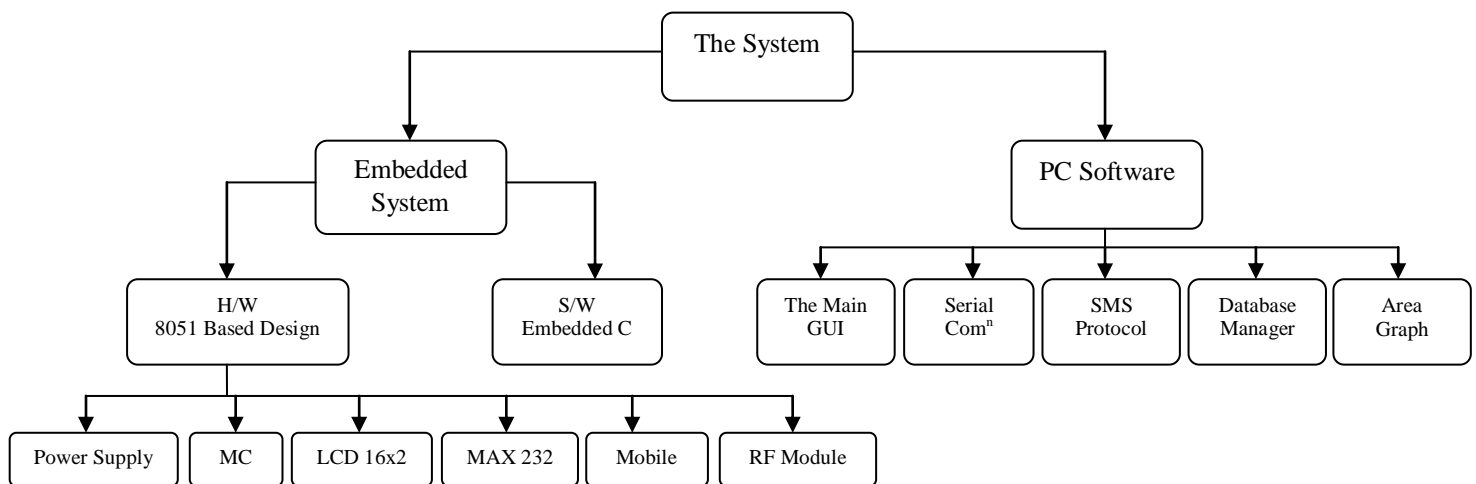 The System
Embedded
System
PC Software
H/W
8051 Based Design
S/W
Embedded C
The Main
GUI
Serial
Comⁿ
SMS
Protocol
Database
Manager
Area
Graph
Power Supply
MC
LCD 16x2
MAX 232
Mobile
RF Module